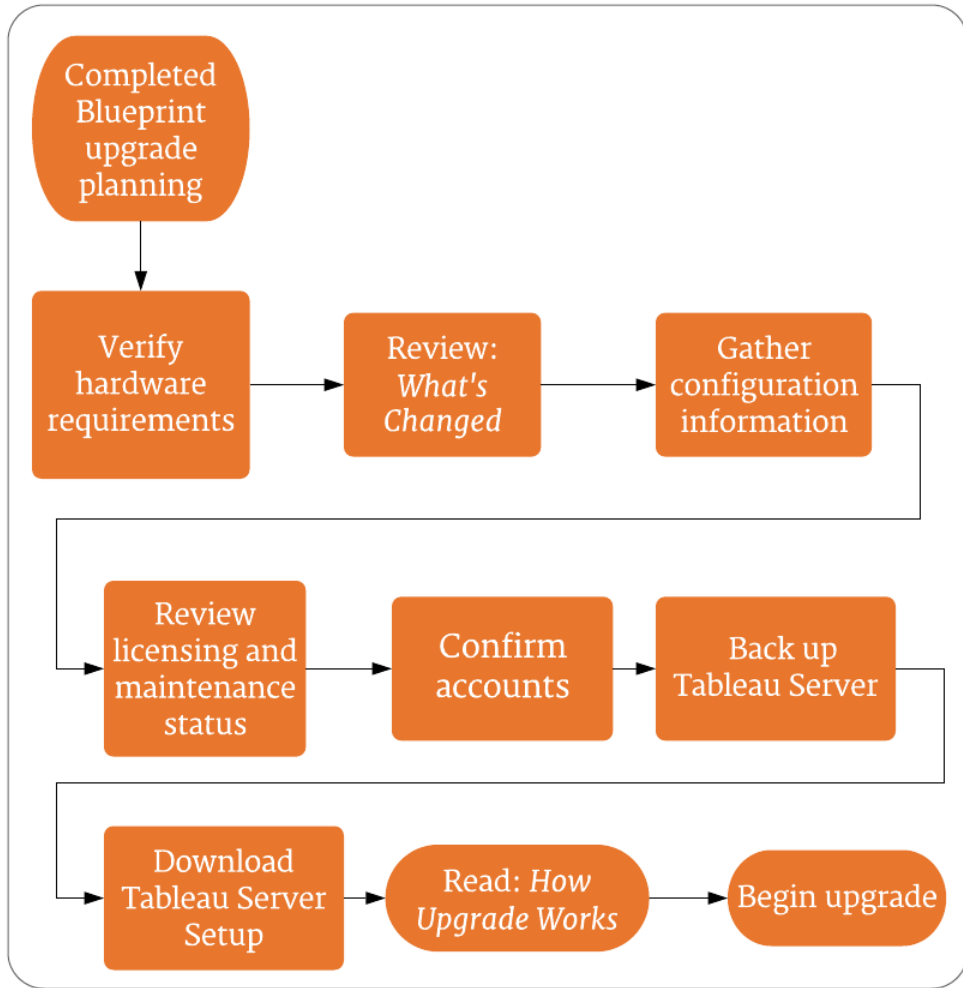 Completed
Blueprint
upgrade
planning
Verify
hardware
requirements
Review:
What's
Changed
Gather
configuration
information
Review
licensing and
maintenance
status
Confirm
accounts
Back up
Tableau Server
Download
Tableau Server
Setup
Read: How
Upgrade Works
Begin upgrade